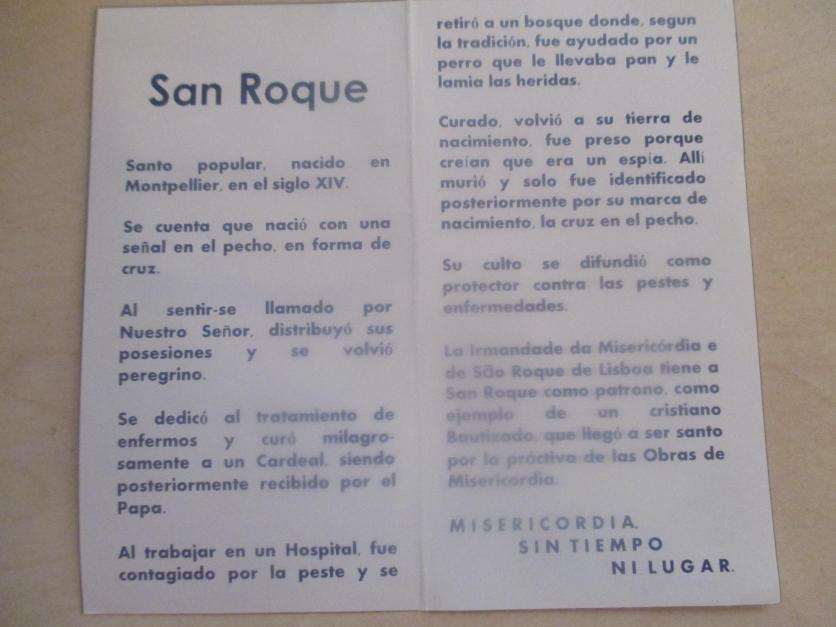 San Roque
Santo popular, nacido en
Montpellier, en el siglo XIV.
Se cuenta que nació con una
señal en el pecho, en forma de
cruz.
Al sentir-se llamado por
Nuestro Señor, distribuyó sus
posesiones y se volvió
peregrino.
Se dedicó al tratamiento de
enfermos y curó milagro-
samente a un Cardeal, siendo
posteriormente recibido por el
Papa.
Al trabajar en un Hospital, fue
contagiado por la peste y se
retiró a un bosque donde, segun
la tradición, fue ayudado por un
perro que le llevaba pan y le
lamia las heridas.
Curado, volvió a su tierra de
nacimiento, fue preso porque
creían que era un espía. Allí
murió y solo fue identificado
posteriormente por su marca de
nacimiento, la cruz en el pecho.
Su culto se difundió como
protector contra las pestes y
enfermedades.
La Irmandade da Misericórdia e
de São Roque de Lisboa tiene a
San Roque como patrono, como
ejemplo de un cristiano
Bautizado, que llegó a ser santo
por la práctiva de las Obras de
Misericordia.
MISERICORDIA,
SIN TIEMPO
NI LUGAR.